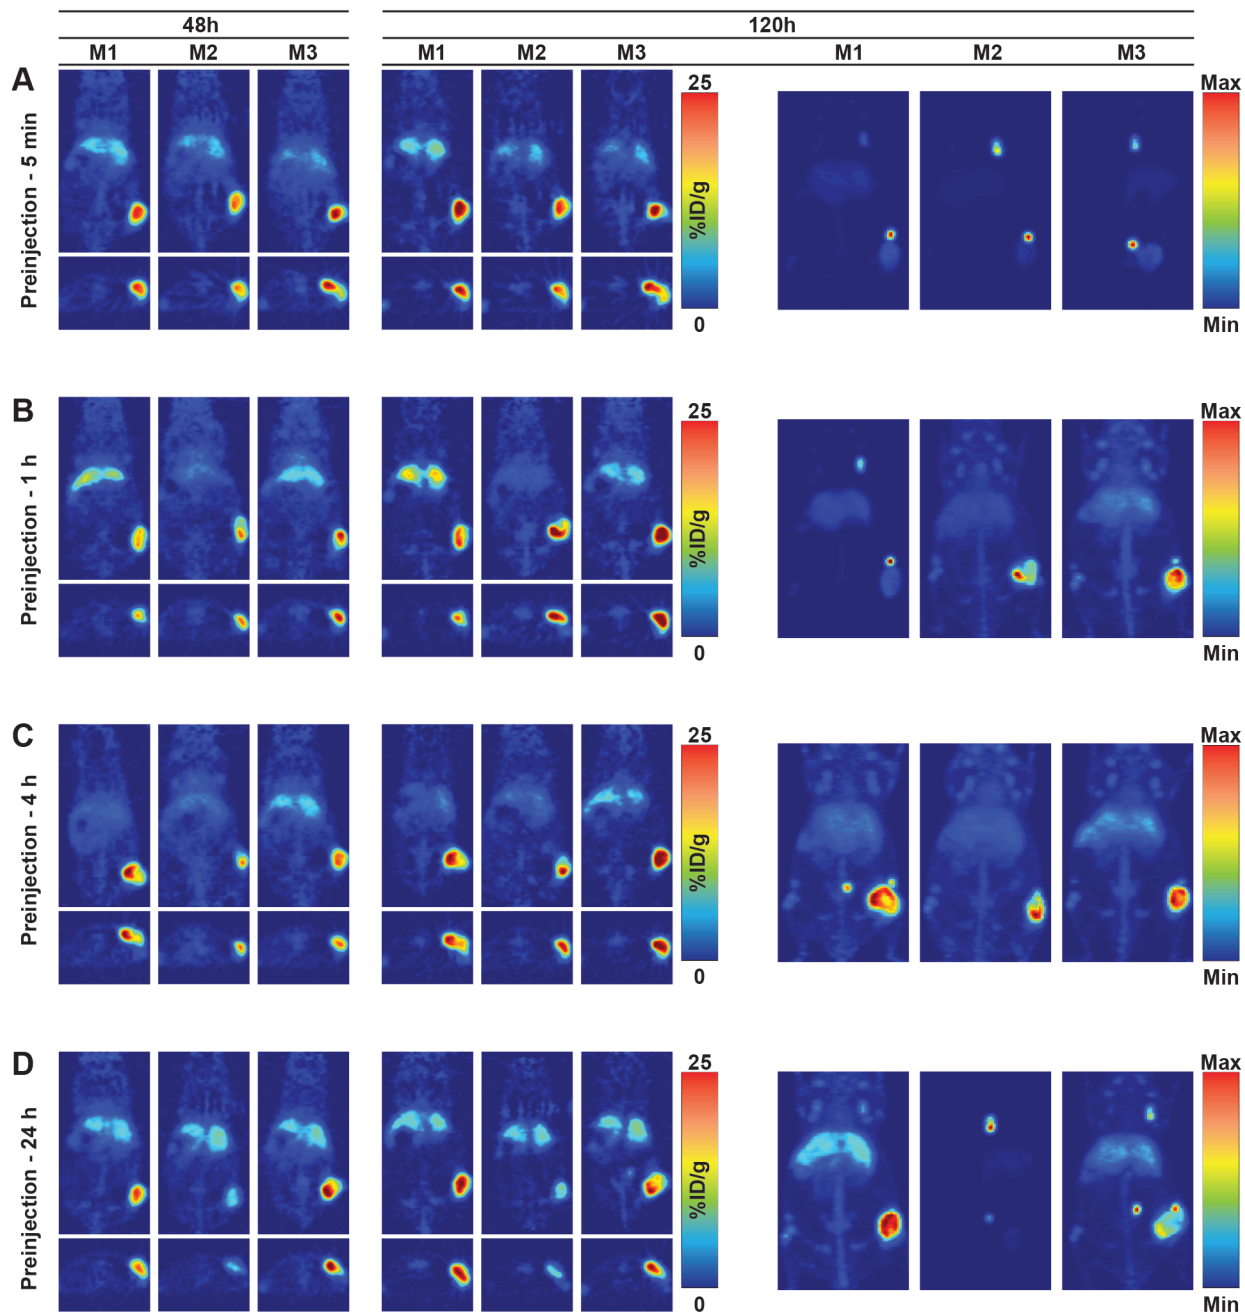 48h
120h
M1 M2 M3 M1 M2 M3 M1 M2 M3
A
Preinjection - 5 min
25
%ID/g
0
Max
Min
B
Preinjection - 1 h
25
%ID/g
0
Max
Min
C
Preinjection - 4 h
25
%ID/g
0
Max
Min
D
Preinjection - 24 h
25
%ID/g
0
Max
Min